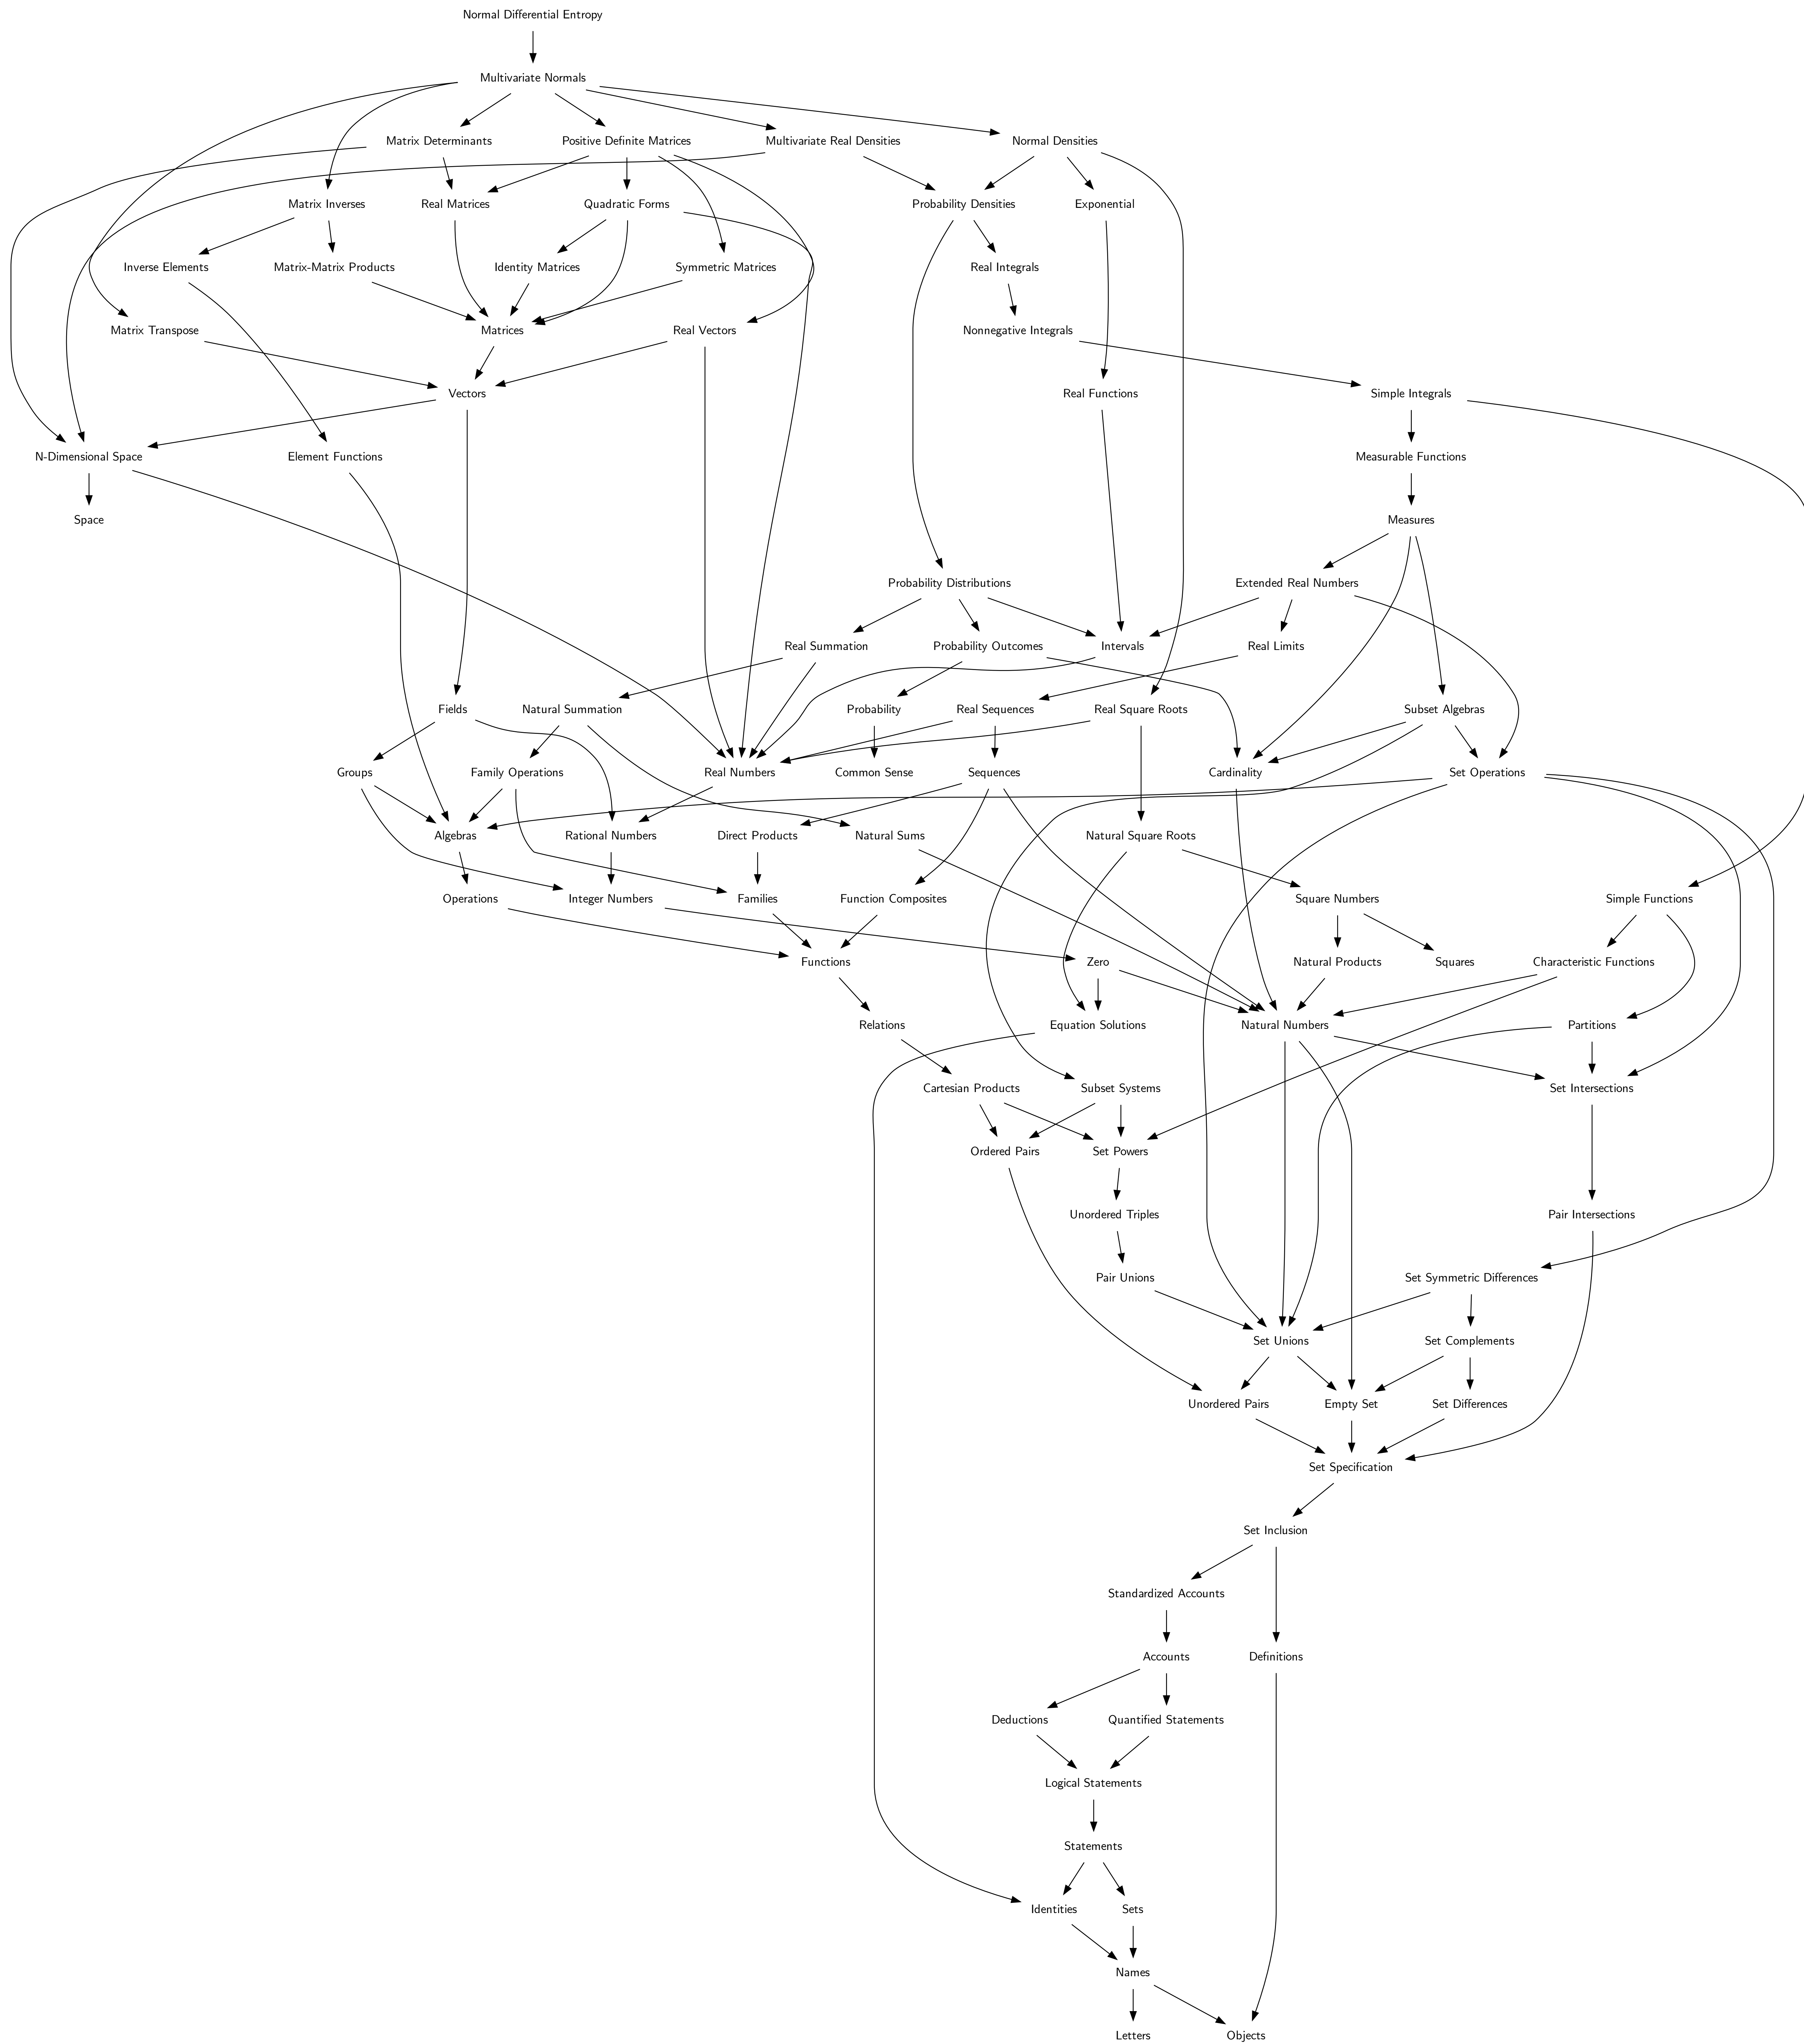 Normal Differential Entropy
Multivariate Normals
Matrix Determinants
Positive Definite Matrices
Multivariate Real Densities
Normal Densities
Matrix Inverses
Real Matrices
Quadratic Forms
Probability Densities
Exponential
Inverse Elements
Matrix-Matrix Products
Identity Matrices
Symmetric Matrices
Real Integrals
Matrix Transpose
Matrices
Real Vectors
Nonnegative Integrals
Vectors
Real Functions
Simple Integrals
N-Dimensional Space
Element Functions
Measurable Functions
Space
Measures
Probability Distributions
Extended Real Numbers
Real Summation
Probability Outcomes
Intervals
Real Limits
Fields
Natural Summation
Probability
Real Sequences
Real Square Roots
Subset Algebras
Groups
Family Operations
Real Numbers
Common Sense
Sequences
Cardinality
Set Operations
Algebras
Rational Numbers
Direct Products
Natural Sums
Natural Square Roots
Operations
Integer Numbers
Families
Function Composites
Square Numbers
Simple Functions
Functions
Zero
Natural Products
Squares
Characteristic Functions
Relations
Equation Solutions
Natural Numbers
Partitions
Cartesian Products
Subset Systems
Set Intersections
Ordered Pairs
Set Powers
Unordered Triples
Pair Intersections
Pair Unions
Set Symmetric Differences
Set Unions
Set Complements
Unordered Pairs
Empty Set
Set Differences
Set Specification
Set Inclusion
Standardized Accounts
Accounts
Definitions
Deductions
Quantified Statements
Logical Statements
Statements
Identities
Sets
Names
Letters
Objects